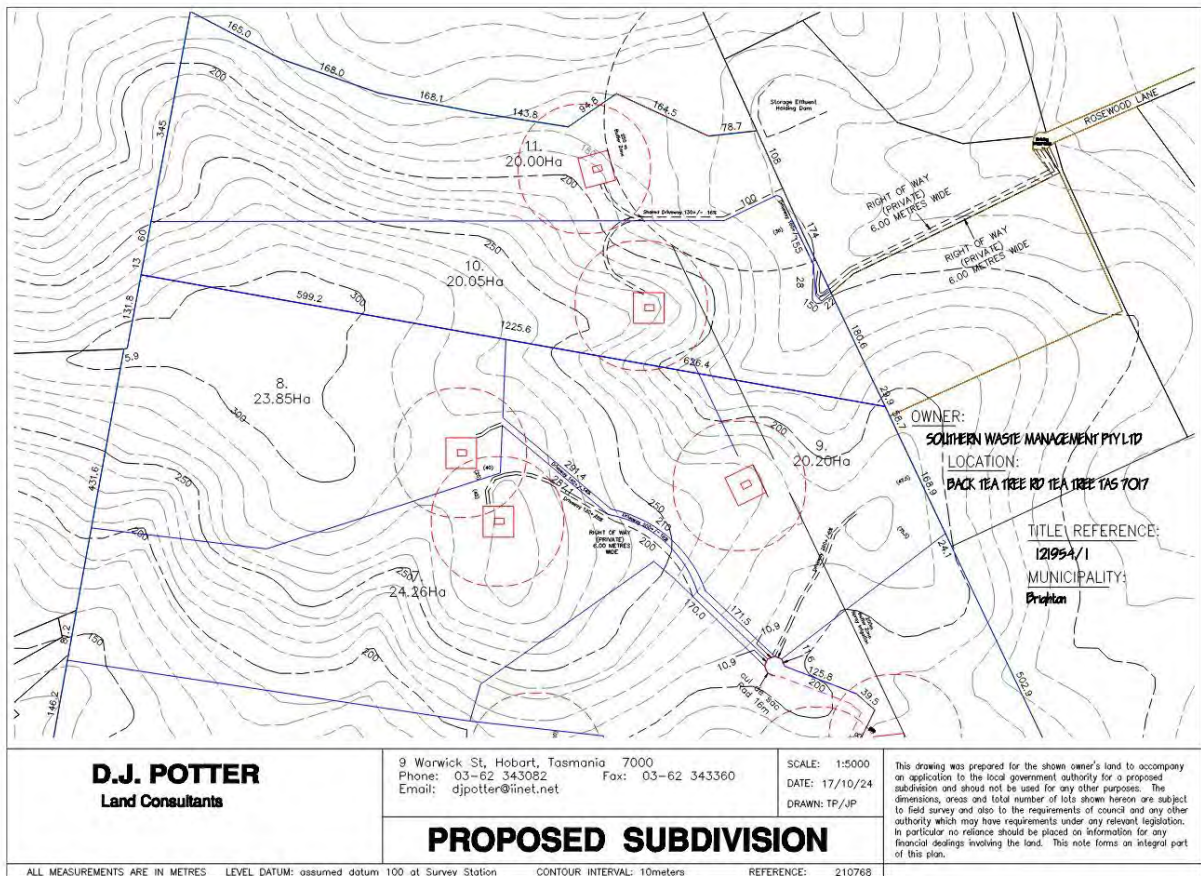 165.0
168.0
168.1
143.8
94.8
164.5
78.7
200
345
11.
20.00Ha
200
Storage Effluent
Holding Dam
ROSEWOOD LANE
108
100
174
155
28
150
22
RIGHT OF WAY
(PRIVATE)
6.00 METRES WIDE
RIGHT OF WAY
(PRIVATE)
6.00 METRES WIDE
60
13
131.8
5.9
250
10.
20.05Ha
300
599.2
1225.6
636.4
180.6
29.9
58.7
8.
23.85Ha
300
200
9.
20.20Ha
OWNER:
SOUTHERN WASTE MANAGEMENT PTY LTD
LOCATION:
BACK TEA TREE RD TEA TREE TAS 7017
168.9
24.1
TITLE REFERENCE:
121954/1
MUNICIPALITY:
Brighton
431.6
250
200
291.4
250
RIGHT OF WAY
(PRIVATE)
6.00 METRES
WIDE
200
250
24.26Ha
170.0
171.5
10.9
10.9
125.8
200
39.5
cul de sac
Rad 16m
502.9
150
200
146.2
D.J. POTTER
Land Consultants
9 Warwick St, Hobart, Tasmania 7000
Phone: 03-62 343082 Fax: 03-62 343360
Email: djpotter@iinet.net
PROPOSED SUBDIVISION
SCALE: 1:5000
DATE: 17/10/24
DRAWN: TP/JP
This drawing was prepared for the shown owner's land to accompany
an application to the local government authority for a proposed
subdivision and shoud not be used for any other purposes. The
dimensions, areas and total number of lots shown hereon are subject
to field survey and also to the requirements of council and any other
authority which may have requirements under any relevant legislation.
In particular no reliance should be placed on information for any
financial dealings involving the land. This note forms an integral part
of this plan.
ALL MEASUREMENTS ARE IN METRES LEVEL DATUM: assumed datum 100 at Survey Station CONTOUR INTERVAL: 10meters REFERENCE: 210768